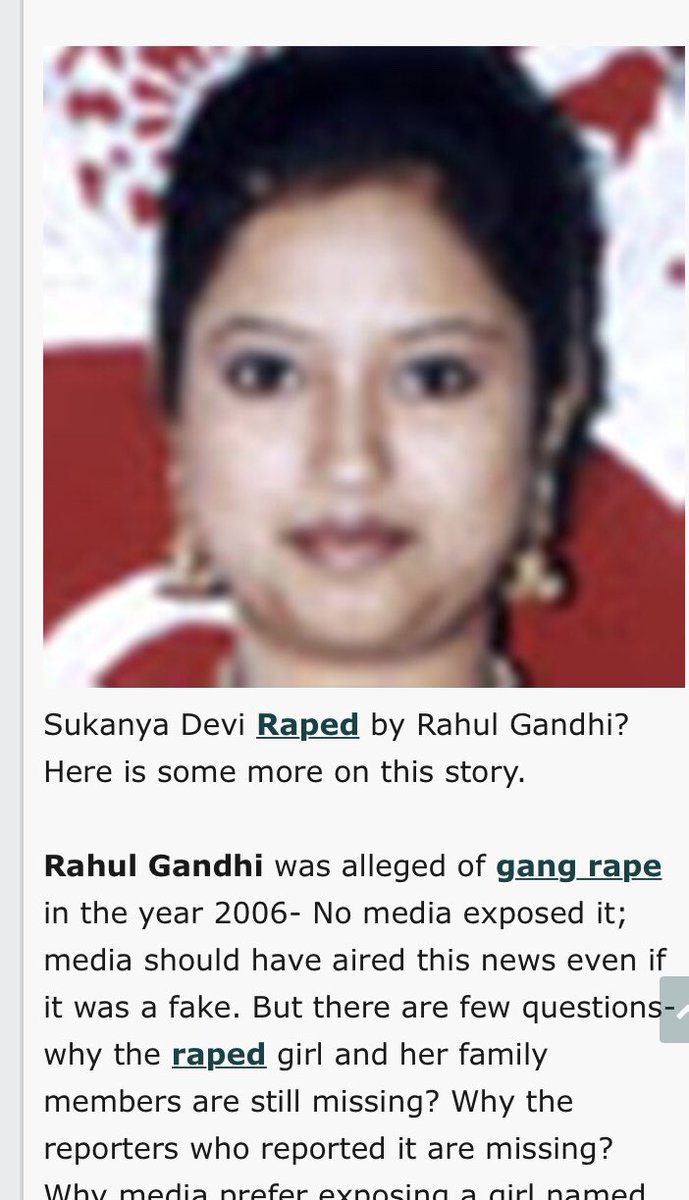 Sukanya Devi Raped by Rahul Gandhi?
Here is some more on this story.
Rahul Gandhi was alleged of gang rape
in the year 2006- No media exposed it;
media should have aired this news even if
it was a fake. But there are few questions-
why the raped girl and her family
members are still missing? Why the
reporters who reported it are missing?
Why media prefer exposing a girl named